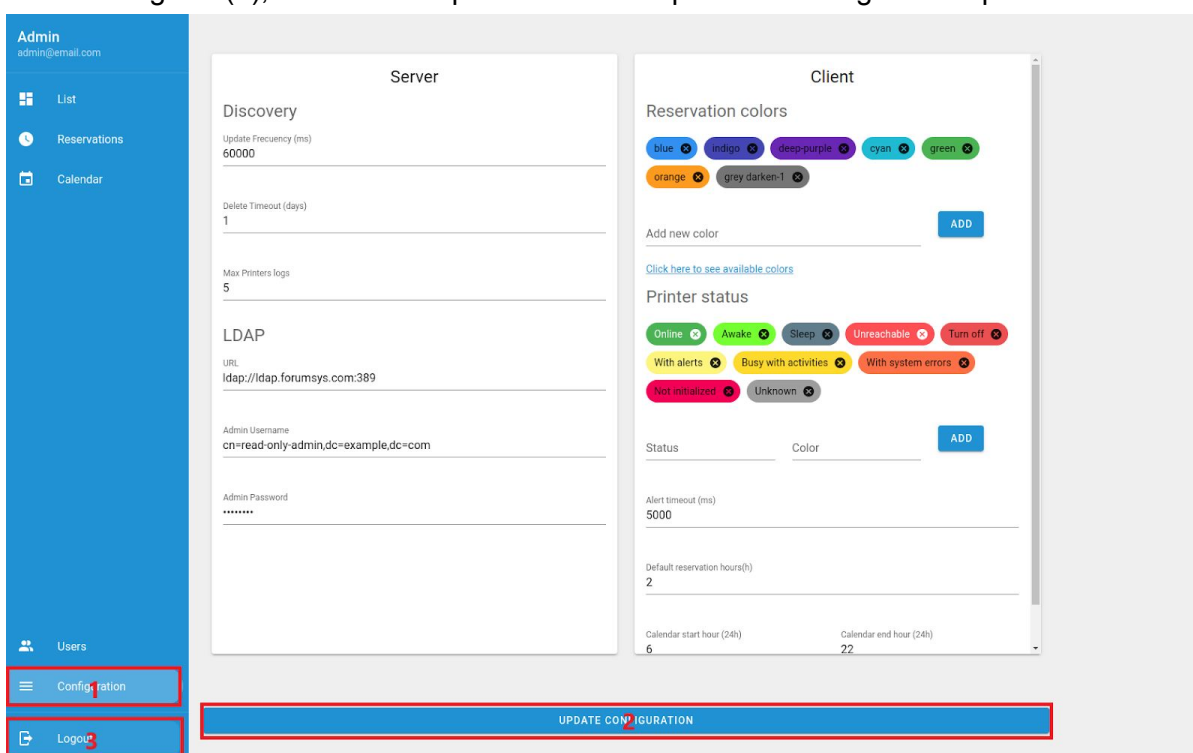 Admin
admin@email.com
List
Reservations
Calendar
Users
Configuration
1
Logout
3
Server
Discovery
Update Frecuency (ms)
60000
Delete Timeout (days)
1
Max Printers logs
5
LDAP
URL
ldap://ldap.forumsys.com:389
Admin Username
cn=read-only-admin,dc=example,dc=com
Admin Password
••••••••
Client
Reservation colors
blue indigo deep-purple cyan green
orange grey darken-1
Add new color ADD
Click here to see available colors
Printer status
Online Awake Sleep Unreachable Turn off
With alerts Busy with activities With system errors
Not initialized Unknown
Status Color ADD
Alert timeout (ms)
5000
Default reservation hours(h)
2
Calendar start hour (24h) Calendar end hour (24h)
6 22
UPDATE CONFIGURATION
2